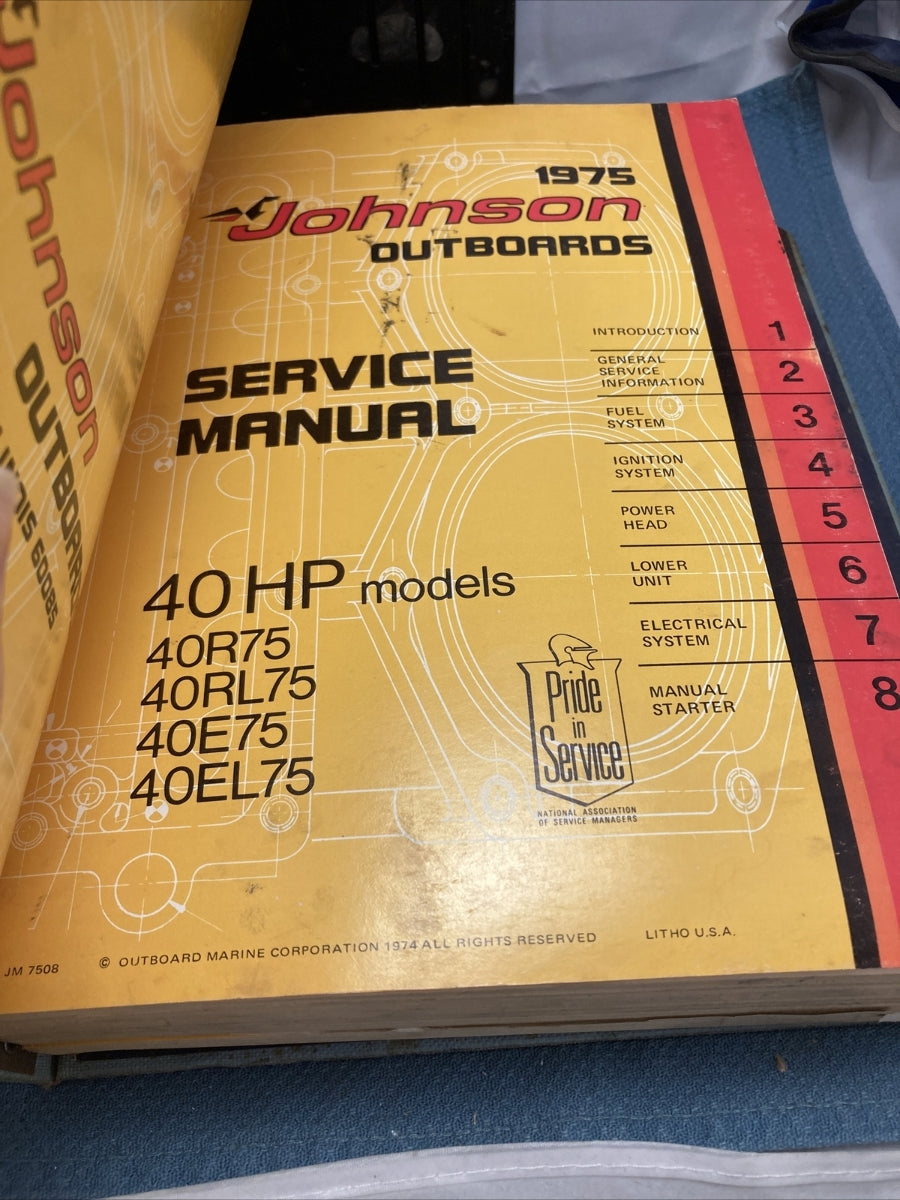 Johnson
OUTBOARDS
60085
1975
Johnson
OUTBOARDS
SERVICE
MANUAL
INTRODUCTION 1
GENERAL
SERVICE
INFORMATION 2
FUEL
SYSTEM 3
IGNITION
SYSTEM 4
POWER
HEAD 5
LOWER
UNIT 6
ELECTRICAL
SYSTEM 7
MANUAL
STARTER 8
40 HP models
40R75
40RL75
40E75
40EL75
Pride
in
Service
NATIONAL ASSOCIATION
OF SERVICE MANAGERS
JM 7508 © OUTBOARD MARINE CORPORATION 1974 ALL RIGHTS RESERVED LITHO U.S.A.